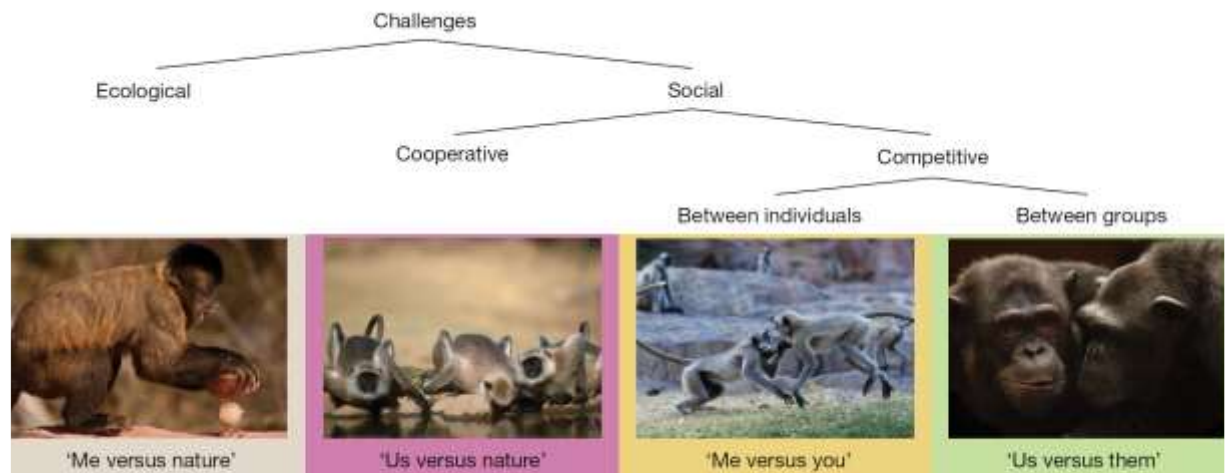 Challenges
Ecological
Social
Cooperative
Competitive
Between individuals
Between groups
'Me versus nature'
'Us versus nature'
'Me versus you'
'Us versus them'